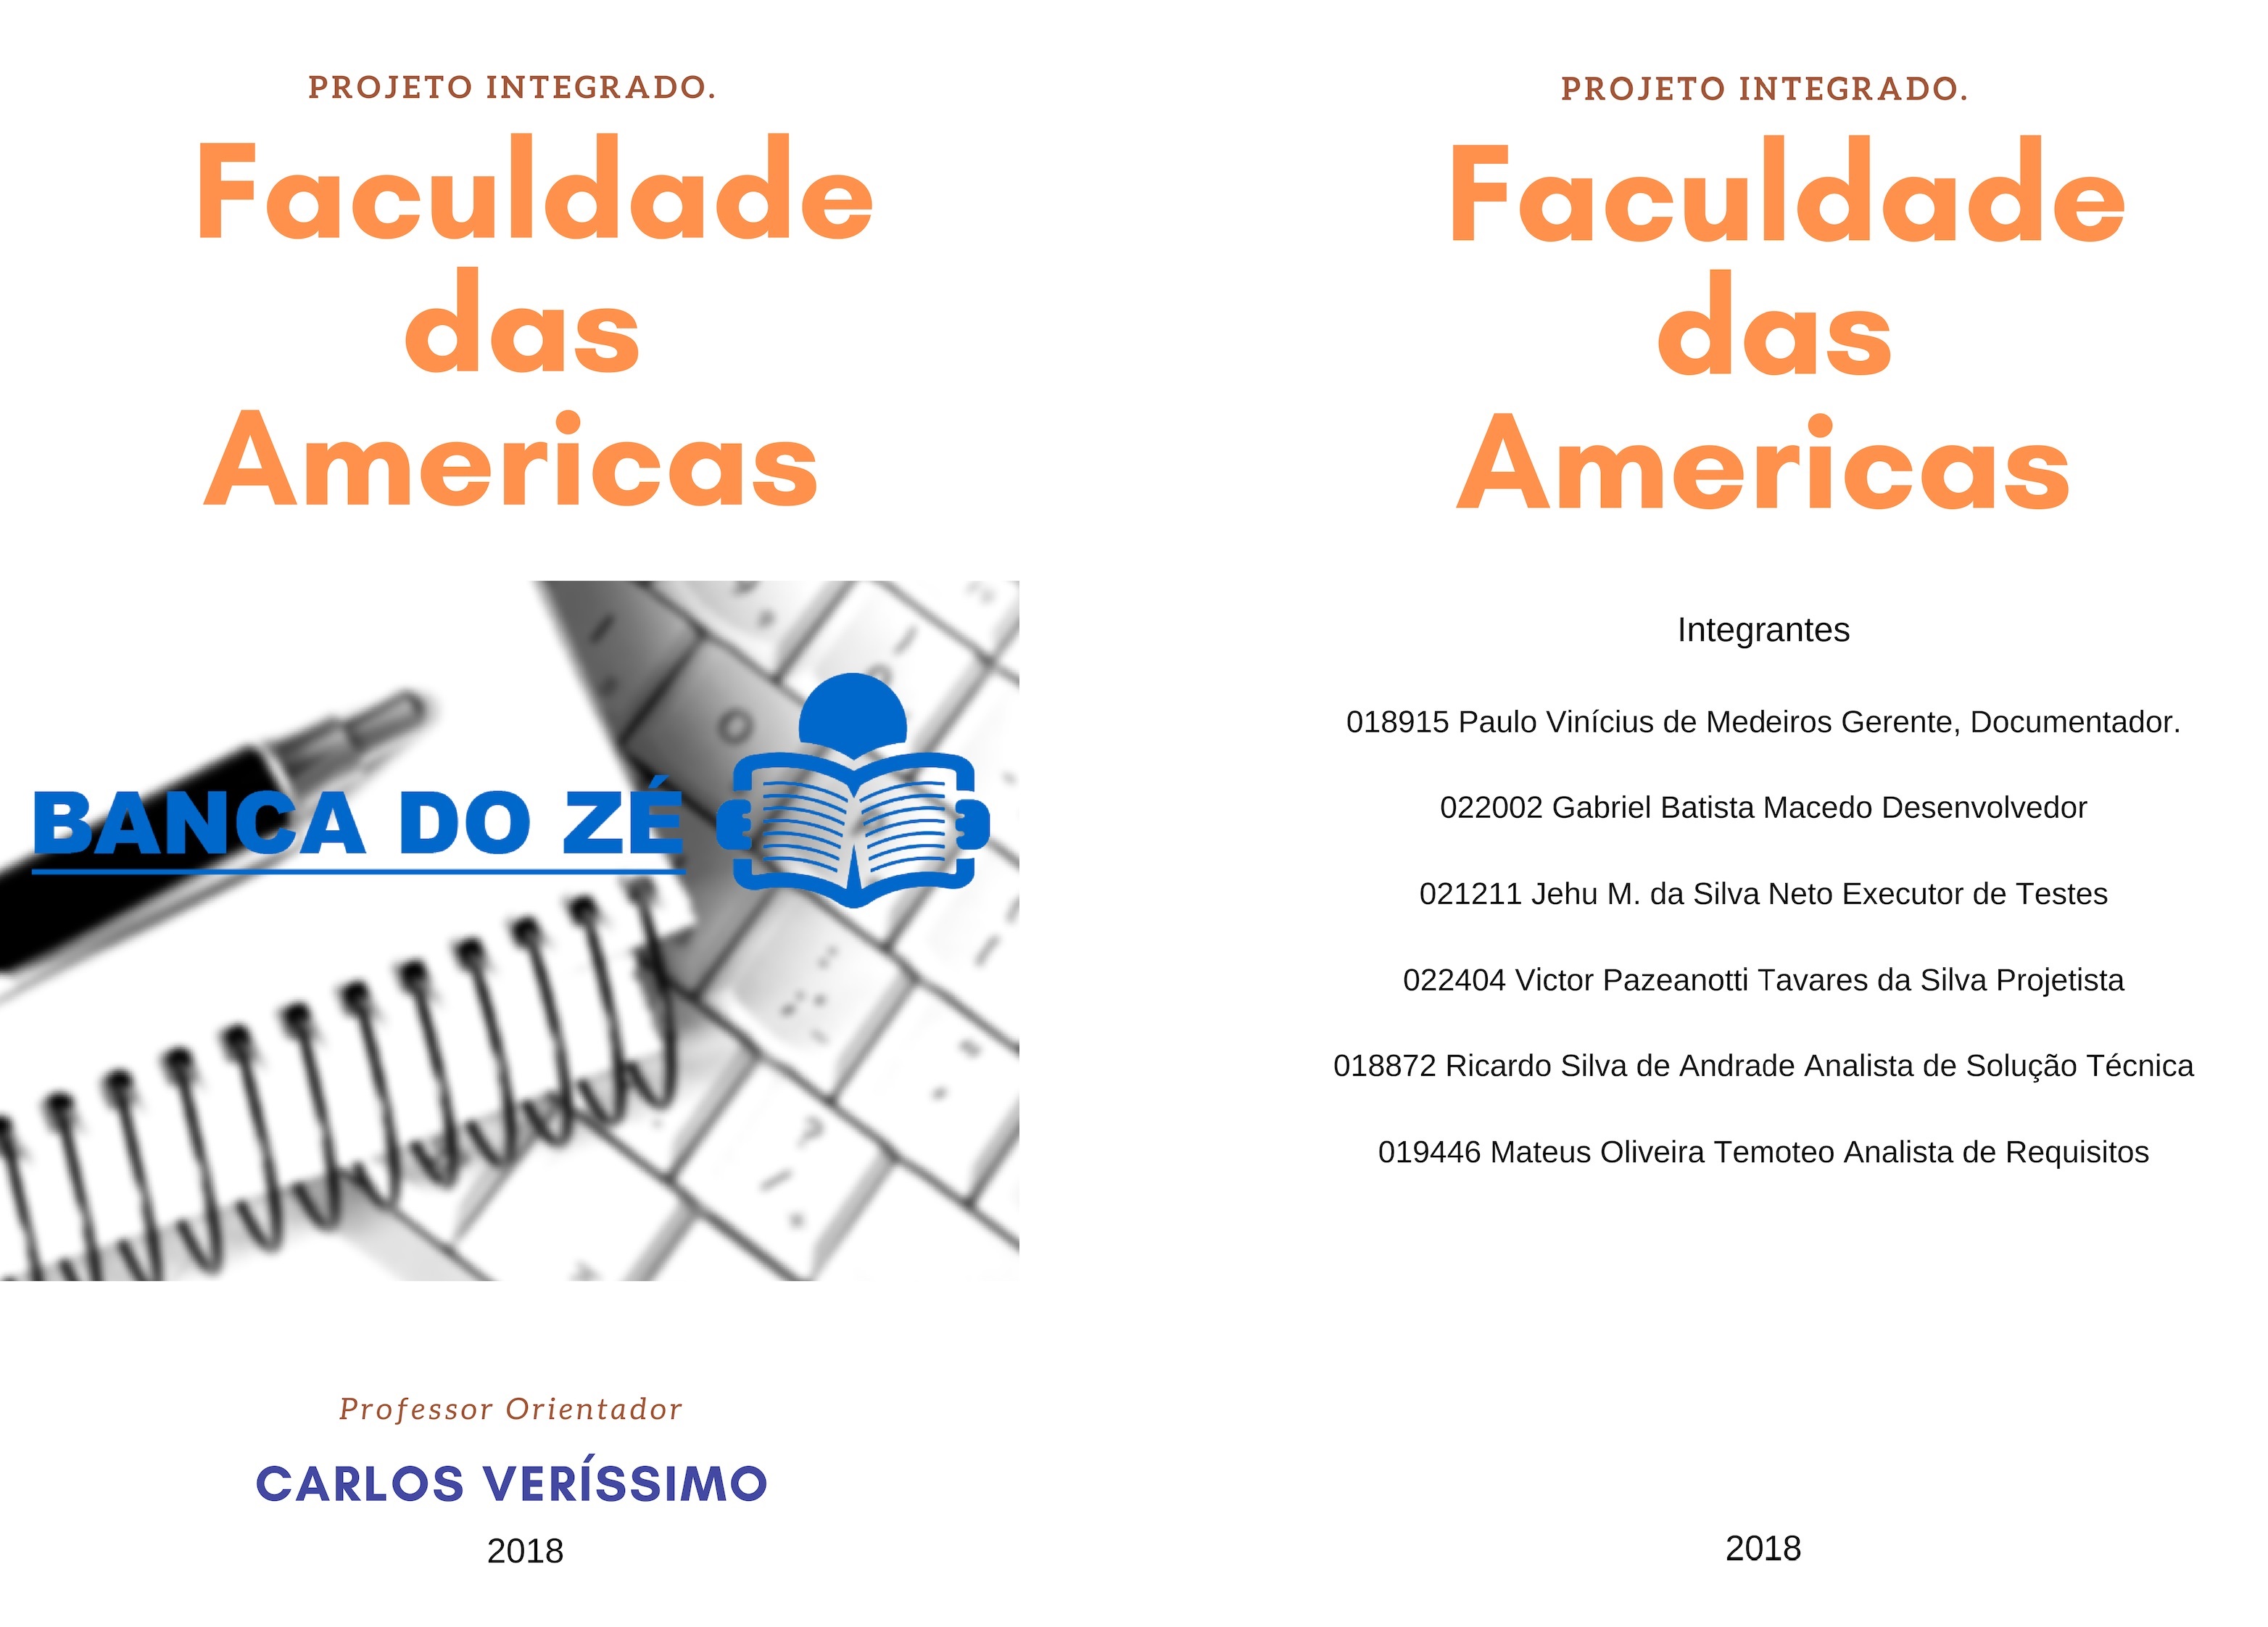 PROJETO INTEGRADO.
Faculdade
das
Americas
BANCA DO ZÉ
Professor Orientador
CARLOS VERÍSSIMO
2018
PROJETO INTEGRADO.
Faculdade
das
Americas
Integrantes
018915 Paulo Vinícius de Medeiros Gerente, Documentador.
022002 Gabriel Batista Macedo Desenvolvedor
021211 Jehu M. da Silva Neto Executor de Testes
022404 Victor Pazeanotti Tavares da Silva Projetista
018872 Ricardo Silva de Andrade Analista de Solução Técnica
019446 Mateus Oliveira Temoteo Analista de Requisitos
2018